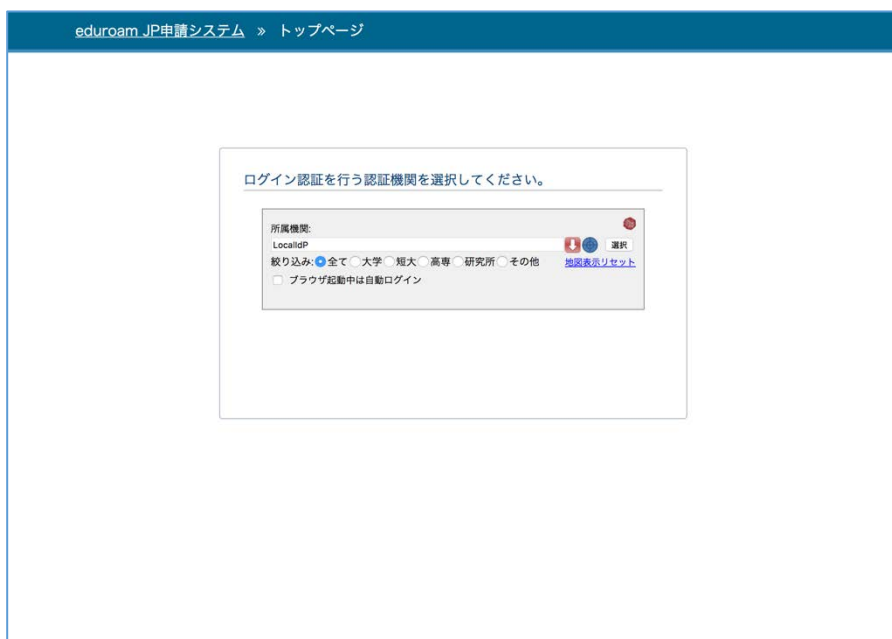 eduroam JP申請システム » トップページ
ログイン認証を行う認証機関を選択してください。
所属機関:
LocalIdP 選択
絞り込み: 全て 大学 短大 高専 研究所 その他 地図表示リセット
ブラウザ起動中は自動ログイン